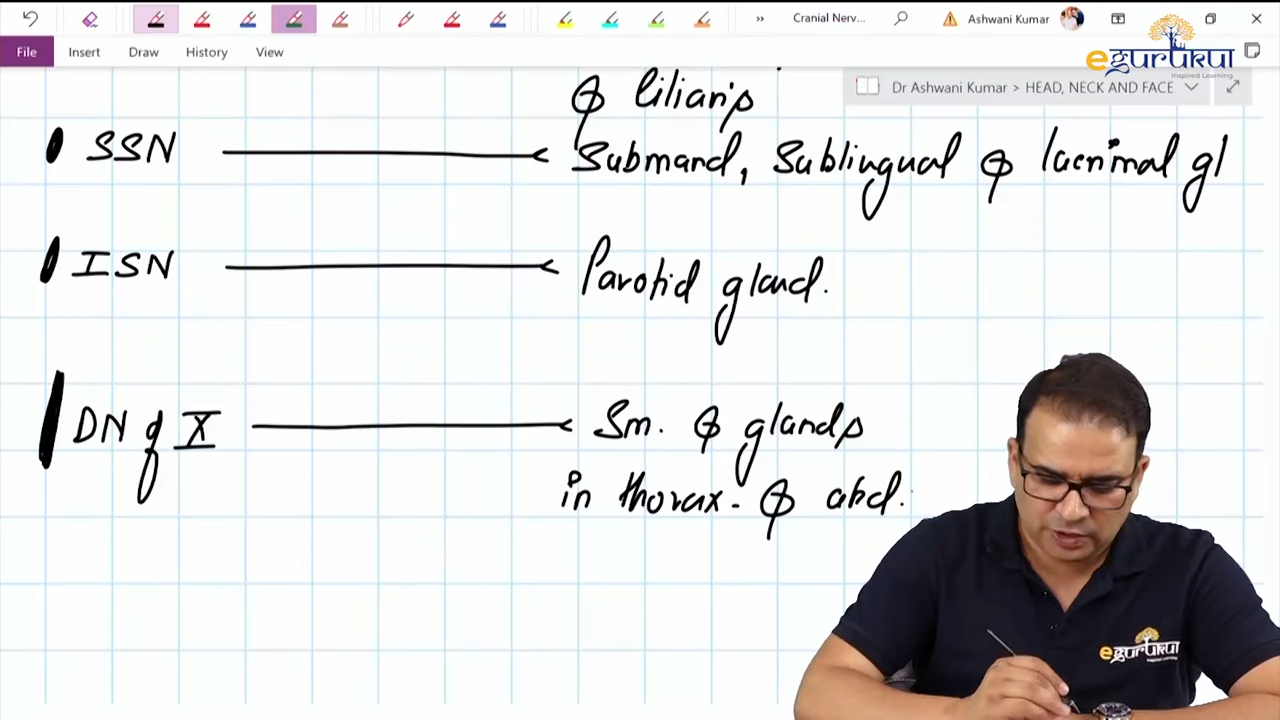 Cranial Nerv...
Ashwani Kumar
File Insert Draw History View
egurukul
Inspired Learning
Dr Ashwani Kumar > HEAD, NECK AND FACE
& Ciliaris
SSN Submand, Sublingual & lacrimal gl
ISN Parotid gland.
DN of X Sm. & glands
in thorax. & abd.
egurukul